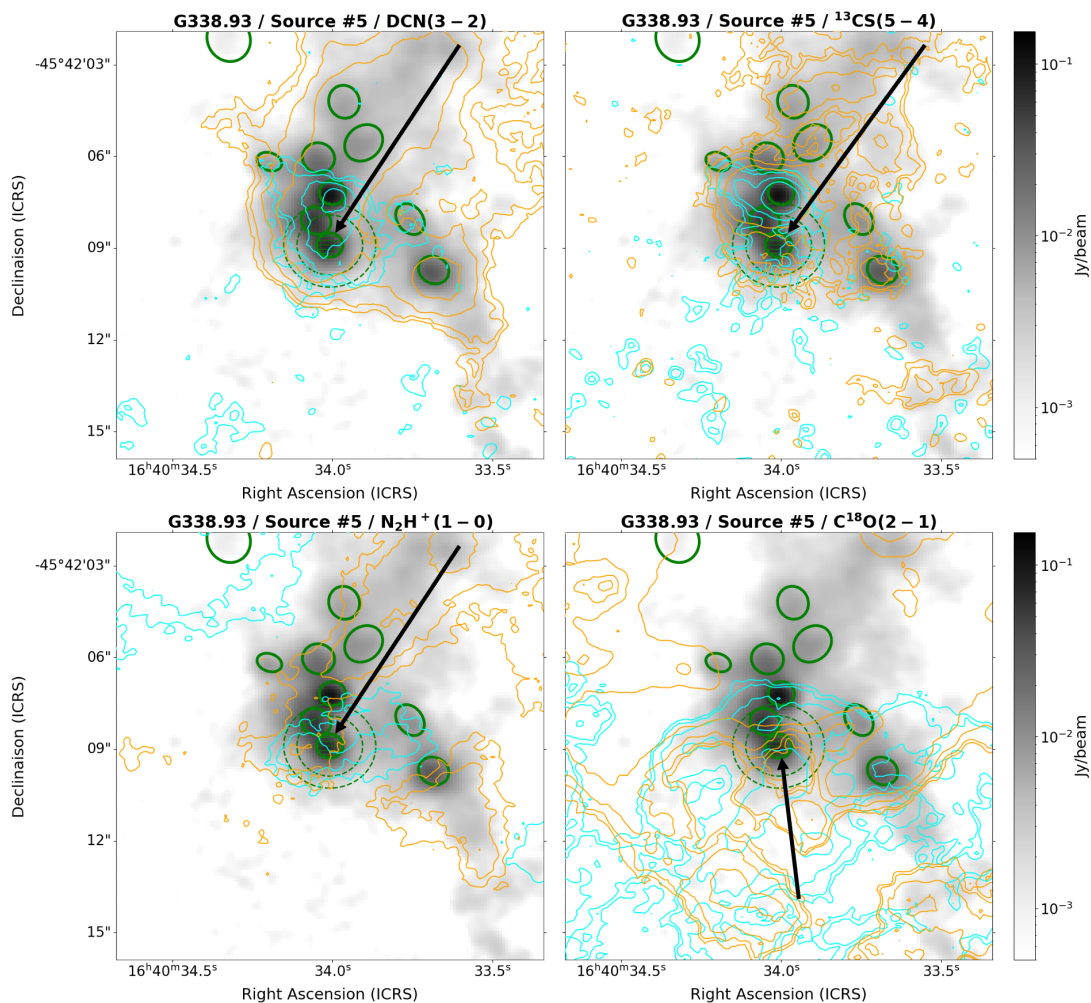 G338.93 / Source #5 / DCN(3 − 2)
G338.93 / Source #5 / ¹³CS(5 − 4)
-45°42'03"
06"
09"
12"
15"
Declinaison (ICRS)
16ʰ40ᵐ34.5ˢ
34.0ˢ
33.5ˢ
Right Ascension (ICRS)
16ʰ40ᵐ34.5ˢ
34.0ˢ
33.5ˢ
Right Ascension (ICRS)
10⁻¹
10⁻²
10⁻³
Jy/beam
G338.93 / Source #5 / N₂H⁺(1 − 0)
G338.93 / Source #5 / C¹⁸O(2 − 1)
-45°42'03"
06"
09"
12"
15"
Declinaison (ICRS)
16ʰ40ᵐ34.5ˢ
34.0ˢ
33.5ˢ
Right Ascension (ICRS)
16ʰ40ᵐ34.5ˢ
34.0ˢ
33.5ˢ
Right Ascension (ICRS)
10⁻¹
10⁻²
10⁻³
Jy/beam